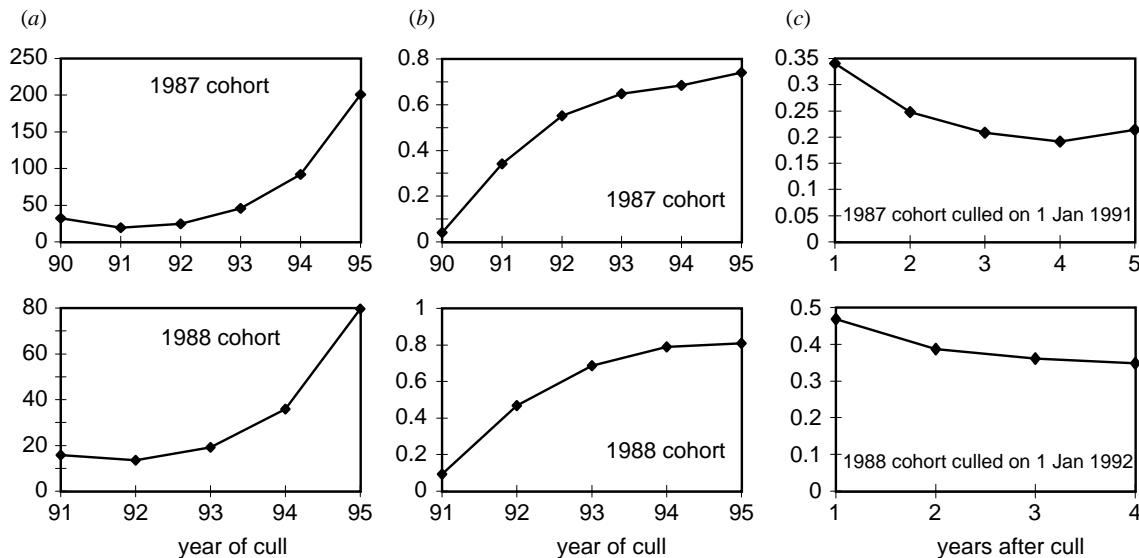 (a)
(b)
(c)
250
200
150
100
50
0
1987 cohort
90 91 92 93 94 95
0.8
0.6
0.4
0.2
0
1987 cohort
90 91 92 93 94 95
0.35
0.3
0.25
0.2
0.15
0.1
0.05
0
1987 cohort culled on 1 Jan 1991
1 2 3 4 5
80
60
40
20
0
1988 cohort
91 92 93 94 95
year of cull
1
0.8
0.6
0.4
0.2
0
1988 cohort
91 92 93 94 95
year of cull
0.5
0.4
0.3
0.2
0.1
0
1988 cohort culled on 1 Jan 1992
1 2 3 4
years after cull